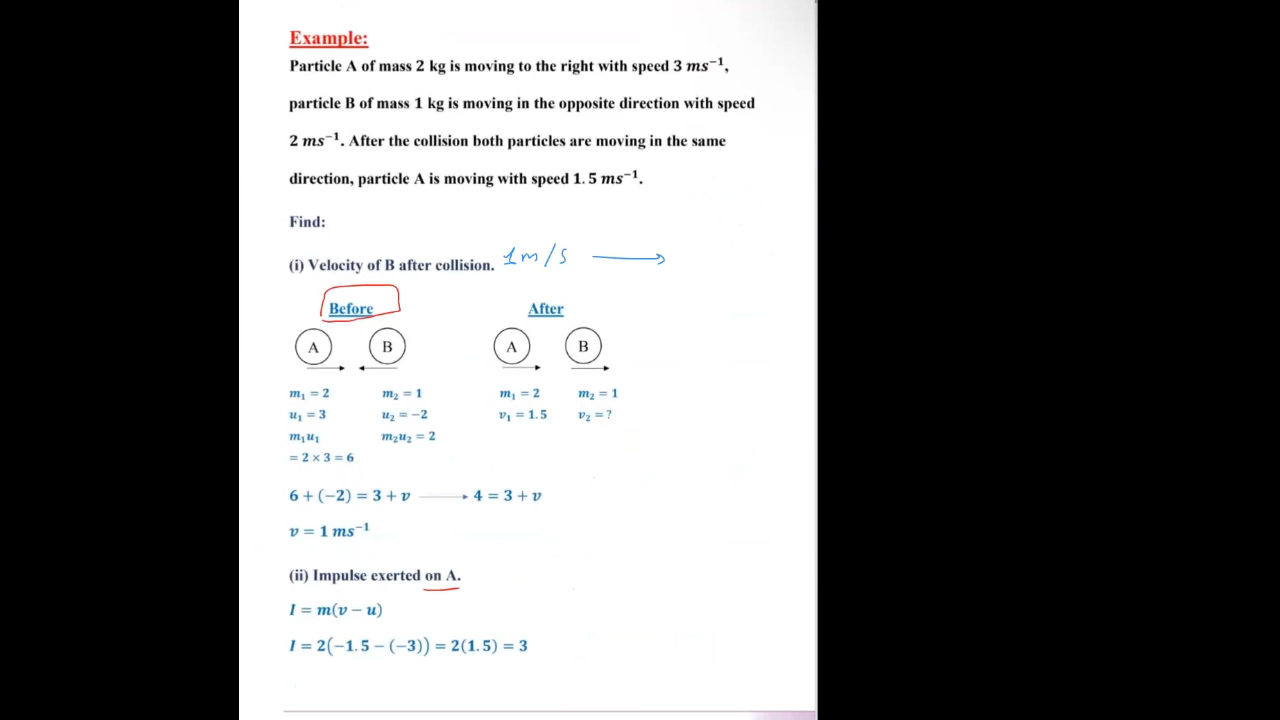 Example:
Particle A of mass 2 kg is moving to the right with speed 3 ms⁻¹,
particle B of mass 1 kg is moving in the opposite direction with speed
2 ms⁻¹. After the collision both particles are moving in the same
direction, particle A is moving with speed 1.5 ms⁻¹.
Find:
(i) Velocity of B after collision. 1m/s →
Before After
A B A B
m₁ = 2 m₂ = 1 m₁ = 2 m₂ = 1
u₁ = 3 u₂ = −2 v₁ = 1.5 v₂ = ?
m₁u₁ m₂u₂ = 2
= 2 × 3 = 6
6 + (−2) = 3 + v → 4 = 3 + v
v = 1 ms⁻¹
(ii) Impulse exerted on A.
I = m(v − u)
I = 2(−1.5 − (−3)) = 2(1.5) = 3